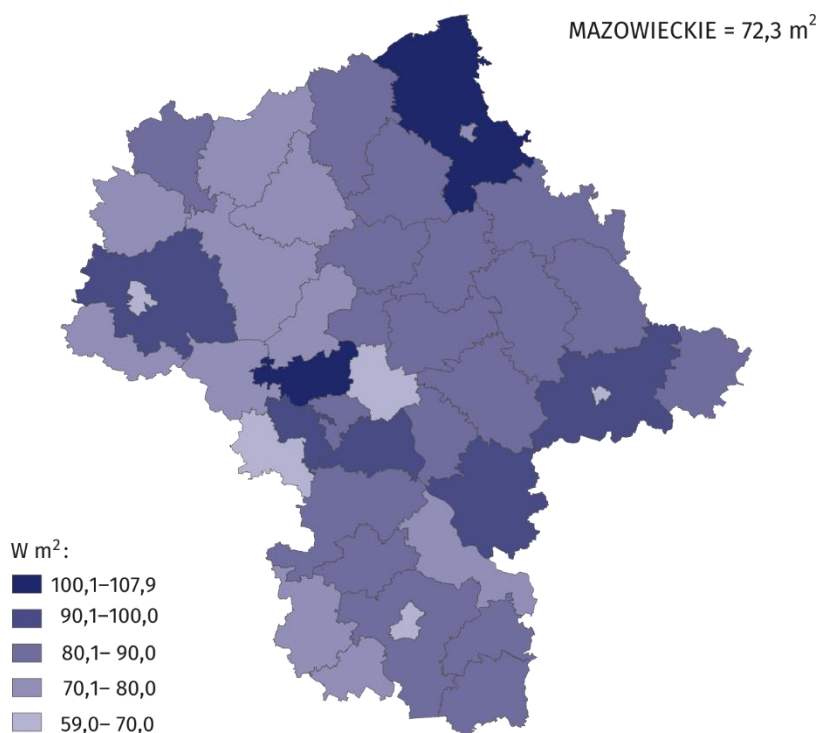 MAZOWIECKIE = 72,3 m²
W m²:
100,1–107,9
90,1–100,0
80,1– 90,0
70,1– 80,0
59,0– 70,0